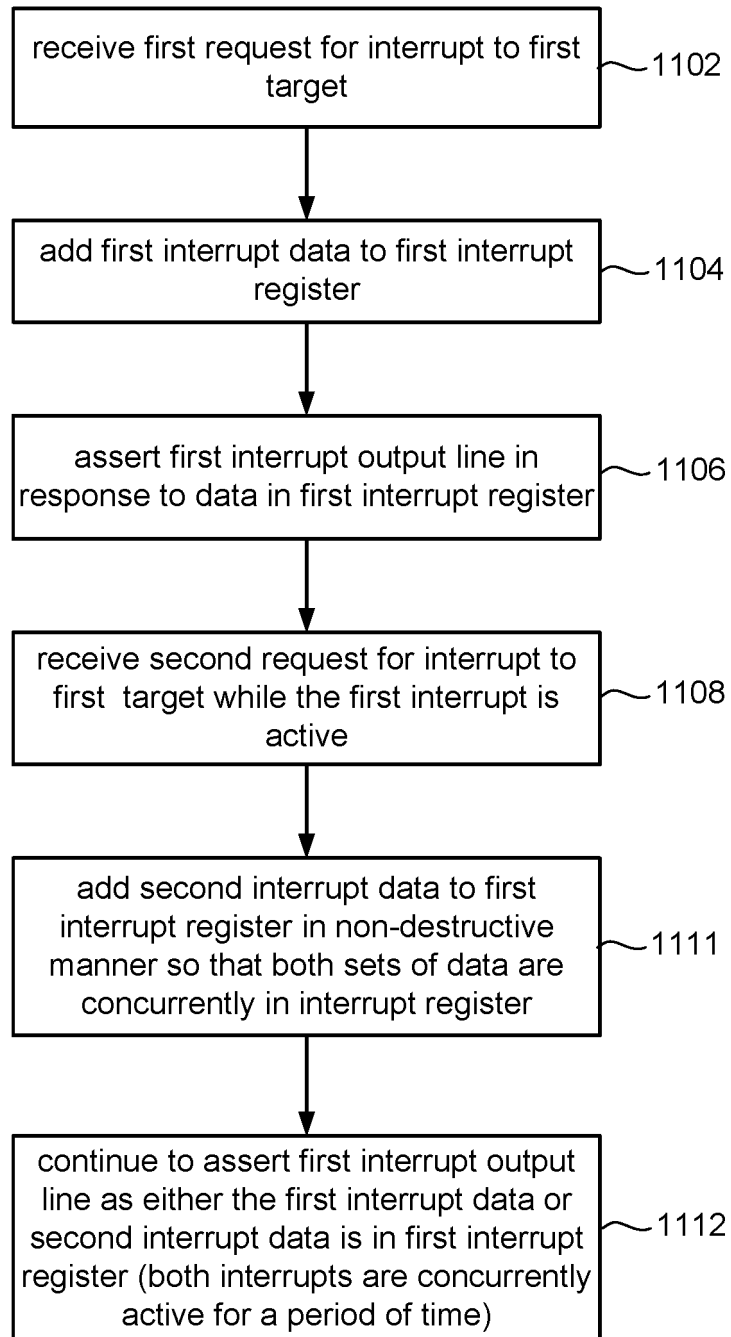 receive first request for interrupt to first
target
1102
add first interrupt data to first interrupt
register
1104
assert first interrupt output line in
response to data in first interrupt register
1106
receive second request for interrupt to
first target while the first interrupt is
active
1108
add second interrupt data to first
interrupt register in non-destructive
manner so that both sets of data are
concurrently in interrupt register
1111
continue to assert first interrupt output
line as either the first interrupt data or
second interrupt data is in first interrupt
register (both interrupts are concurrently
active for a period of time)
1112